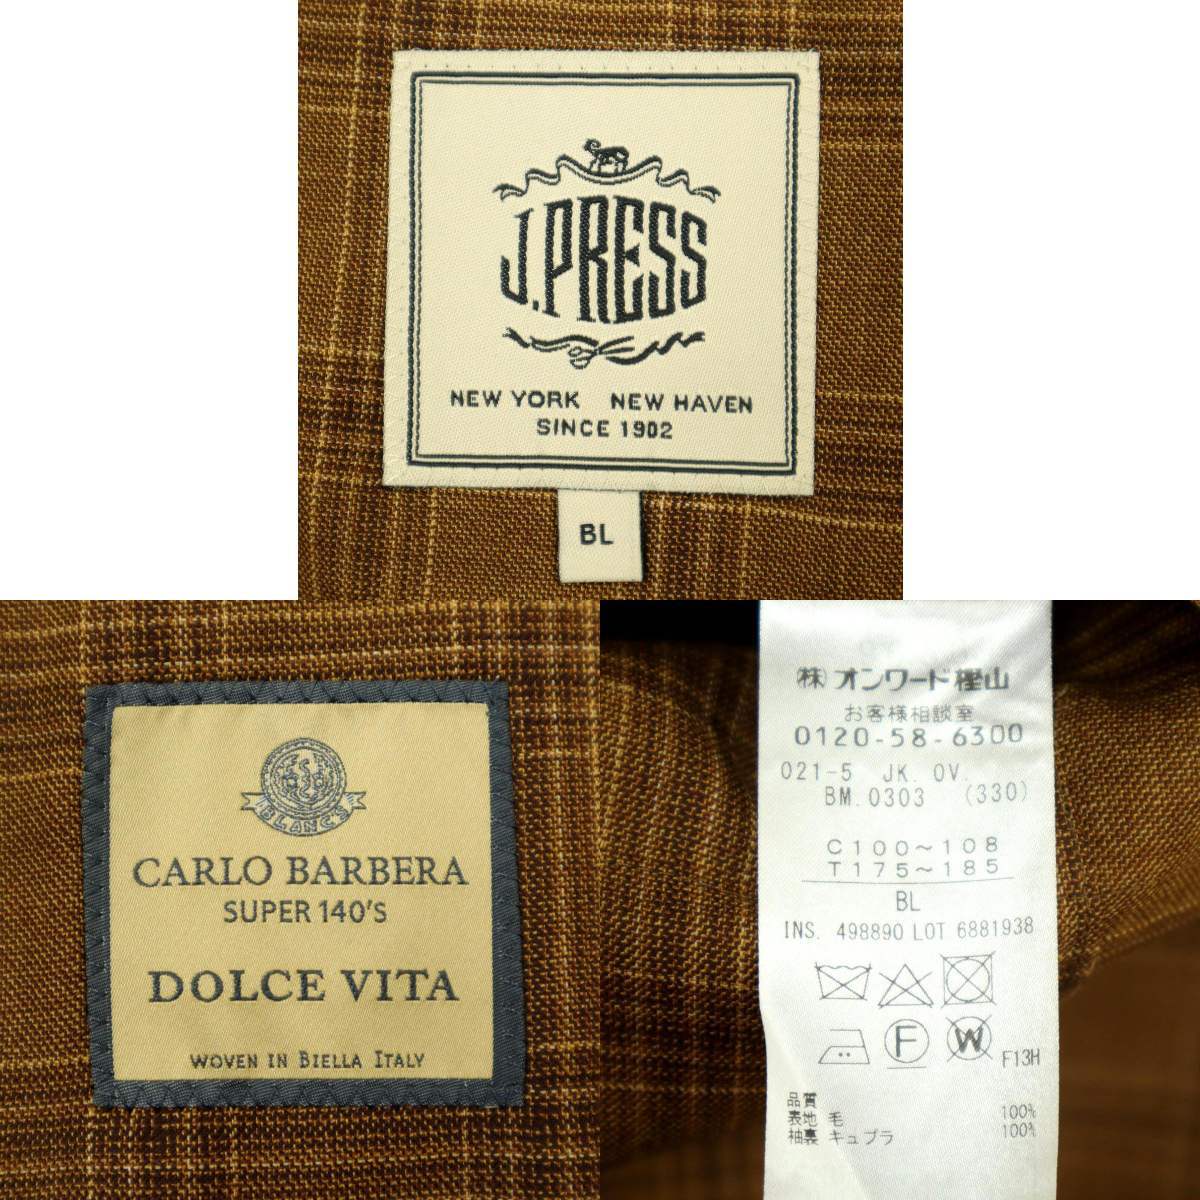 J.PRESS
NEW YORK NEW HAVEN
SINCE 1902
BL
BLANCS
CARLO BARBERA
SUPER 140'S
DOLCE VITA
WOVEN IN BIELLA ITALY
㈱オンワード樫山
お客様相談室
0120-58-6300
021-5 JK. OV.
BM. 0303 (330)
C100~108
T175~185
BL
INS. 498890 LOT 6881938
F
W
F13H
品質
表地 毛 100%
袖裏 キュプラ 100%